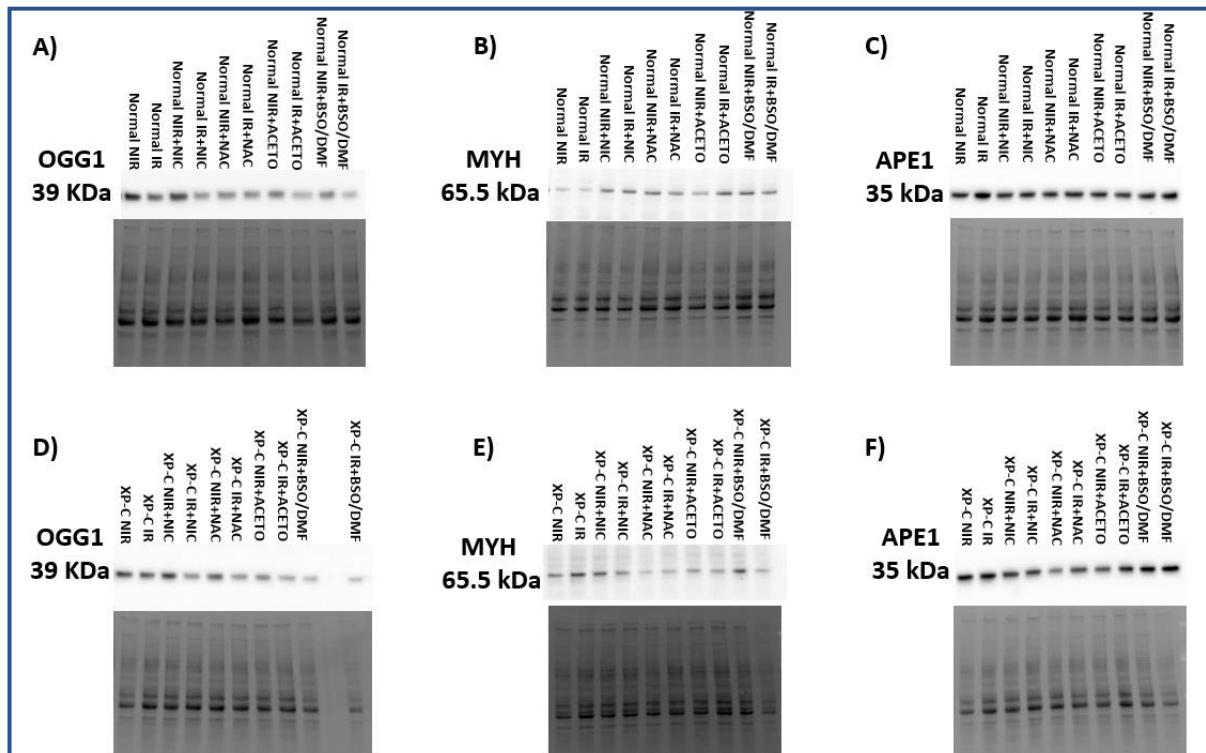 A)
Normal NIR
Normal IR
Normal NIR+NIC
Normal IR+NIC
Normal NIR+NAC
Normal IR+NAC
Normal NIR+ACETO
Normal IR+ACETO
Normal NIR+BSO/DMF
Normal IR+BSO/DMF
OGG1
39 KDa
B)
Normal NIR
Normal IR
Normal NIR+NIC
Normal IR+NIC
Normal NIR+NAC
Normal IR+NAC
Normal NIR+ACETO
Normal IR+ACETO
Normal NIR+BSO/DMF
Normal IR+BSO/DMF
MYH
65.5 kDa
C)
Normal NIR
Normal IR
Normal NIR+NIC
Normal IR+NIC
Normal NIR+NAC
Normal IR+NAC
Normal NIR+ACETO
Normal IR+ACETO
Normal NIR+BSO/DMF
Normal IR+BSO/DMF
APE1
35 kDa
D)
XP-C NIR
XP-C IR
XP-C NIR+NIC
XP-C IR+NIC
XP-C NIR+NAC
XP-C IR+NAC
XP-C NIR+ACETO
XP-C IR+ACETO
XP-C NIR+BSO/DMF
XP-C IR+BSO/DMF
OGG1
39 KDa
E)
XP-C NIR
XP-C IR
XP-C NIR+NIC
XP-C IR+NIC
XP-C NIR+NAC
XP-C IR+NAC
XP-C NIR+ACETO
XP-C IR+ACETO
XP-C NIR+BSO/DMF
XP-C IR+BSO/DMF
MYH
65.5 kDa
F)
XP-C NIR
XP-C IR
XP-C NIR+NIC
XP-C IR+NIC
XP-C NIR+NAC
XP-C IR+NAC
XP-C NIR+ACETO
XP-C IR+ACETO
XP-C NIR+BSO/DMF
XP-C IR+BSO/DMF
APE1
35 kDa